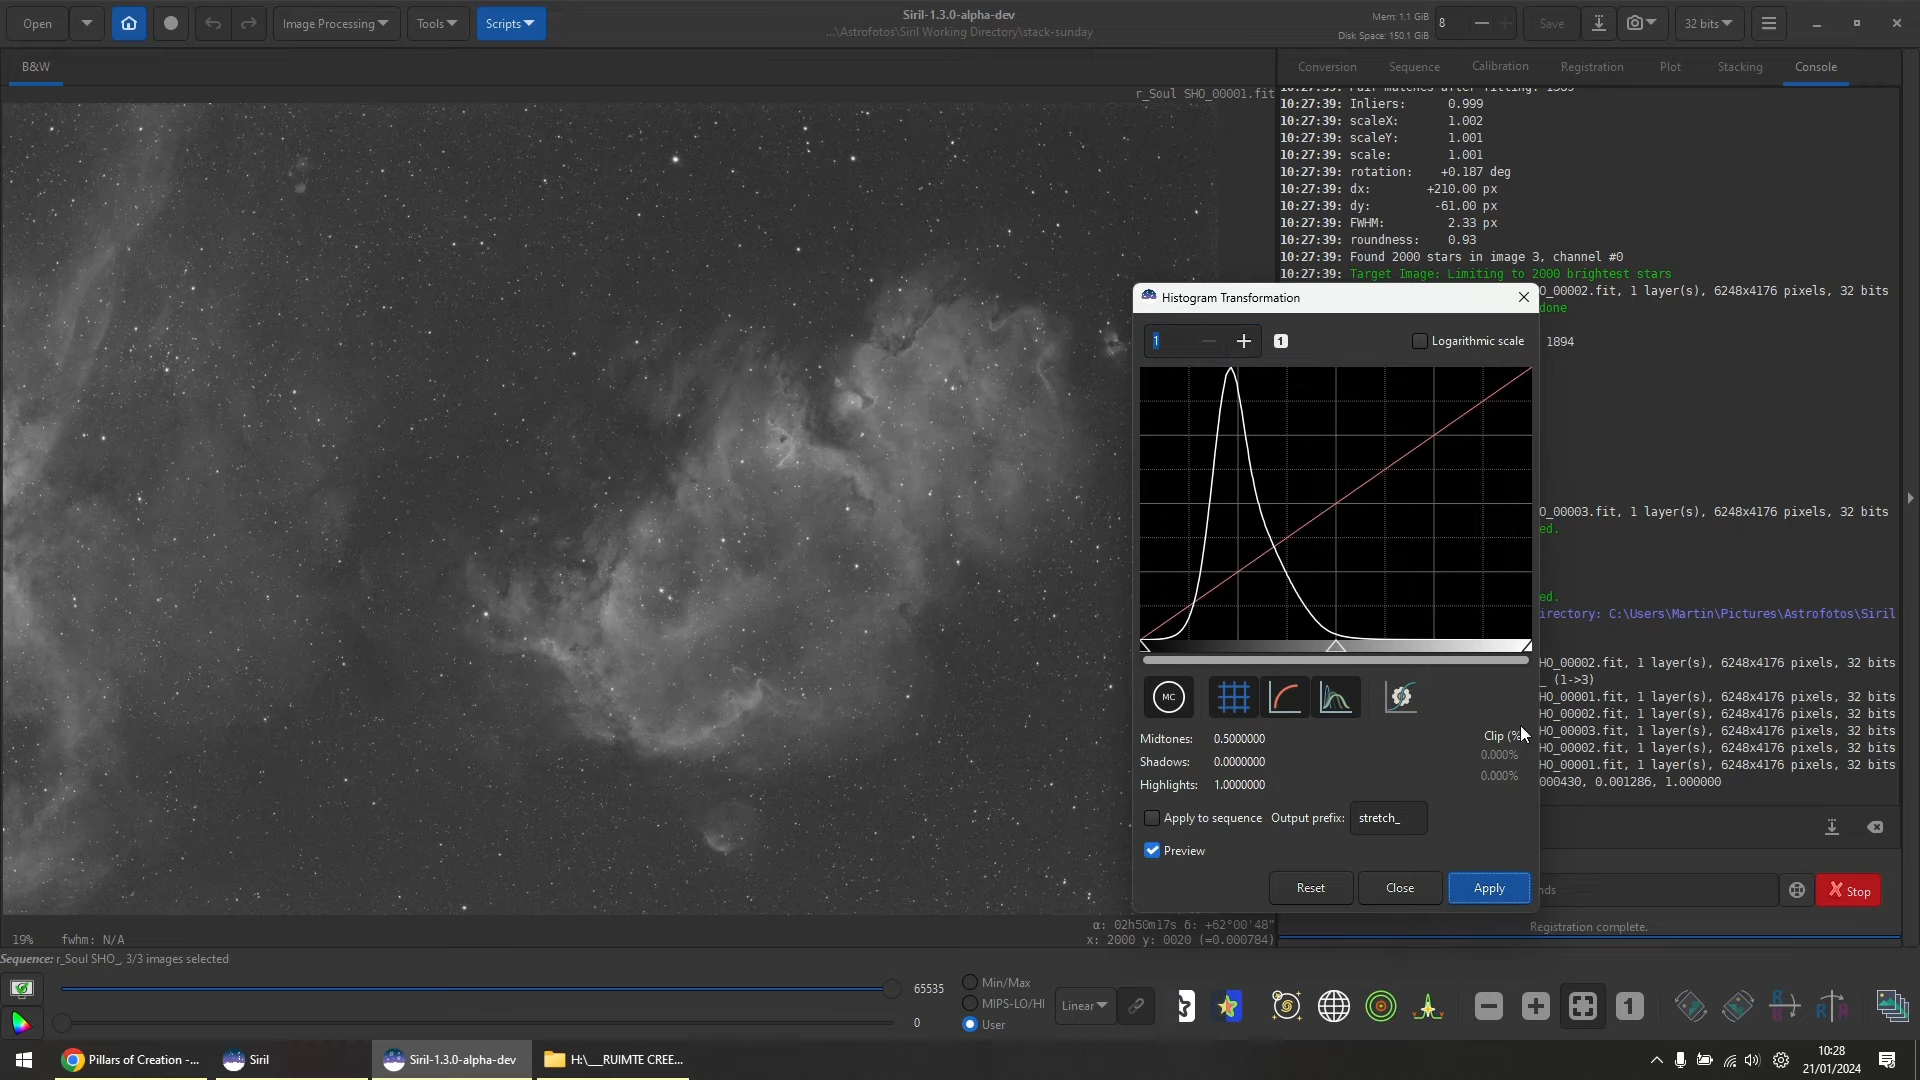 Open
Image Processing
Tools
Scripts
Siril-1.3.0-alpha-dev
...\Astrofotos\Siril Working Directory\stack-sunday
Mem: 1.1 GiB
Disk Space: 150.1 GiB
8
Save
32 bits
B&W
r_Soul SHO_00001.fit
Conversion
Sequence
Calibration
Registration
Plot
Stacking
Console
10:27:39: Inliers: 0.999
10:27:39: scaleX: 1.002
10:27:39: scaleY: 1.001
10:27:39: scale: 1.001
10:27:39: rotation: +0.187 deg
10:27:39: dx: +210.00 px
10:27:39: dy: -61.00 px
10:27:39: FWHM: 2.33 px
10:27:39: roundness: 0.93
10:27:39: Found 2000 stars in image 3, channel #0
10:27:39: Target Image: Limiting to 2000 brightest stars
O_00002.fit, 1 layer(s), 6248x4176 pixels, 32 bits
done
1894
O_00003.fit, 1 layer(s), 6248x4176 pixels, 32 bits
ed.
ed.
irectory: C:\Users\Martin\Pictures\Astrofotos\Siril
HO_00002.fit, 1 layer(s), 6248x4176 pixels, 32 bits
_ (1->3)
HO_00001.fit, 1 layer(s), 6248x4176 pixels, 32 bits
HO_00002.fit, 1 layer(s), 6248x4176 pixels, 32 bits
HO_00003.fit, 1 layer(s), 6248x4176 pixels, 32 bits
HO_00002.fit, 1 layer(s), 6248x4176 pixels, 32 bits
HO_00001.fit, 1 layer(s), 6248x4176 pixels, 32 bits
000430, 0.001286, 1.000000
Histogram Transformation
1
1
Logarithmic scale
MC
Midtones: 0.5000000
Clip (%
Shadows: 0.0000000
0.000%
Highlights: 1.0000000
0.000%
Apply to sequence
Output prefix:
stretch_
Preview
Reset
Close
Apply
nds
Stop
Registration complete.
α: 02h50m17s δ: +62°00'48"
x: 2000 y: 0020 (=0.000784)
19%
fwhm: N/A
Sequence: r_Soul SHO_, 3/3 images selected
65535
0
Min/Max
MIPS-LO/HI
User
Linear
1
Pillars of Creation -...
Siril
Siril-1.3.0-alpha-dev
H:\__RUIMTE CREE...
10:28
21/01/2024